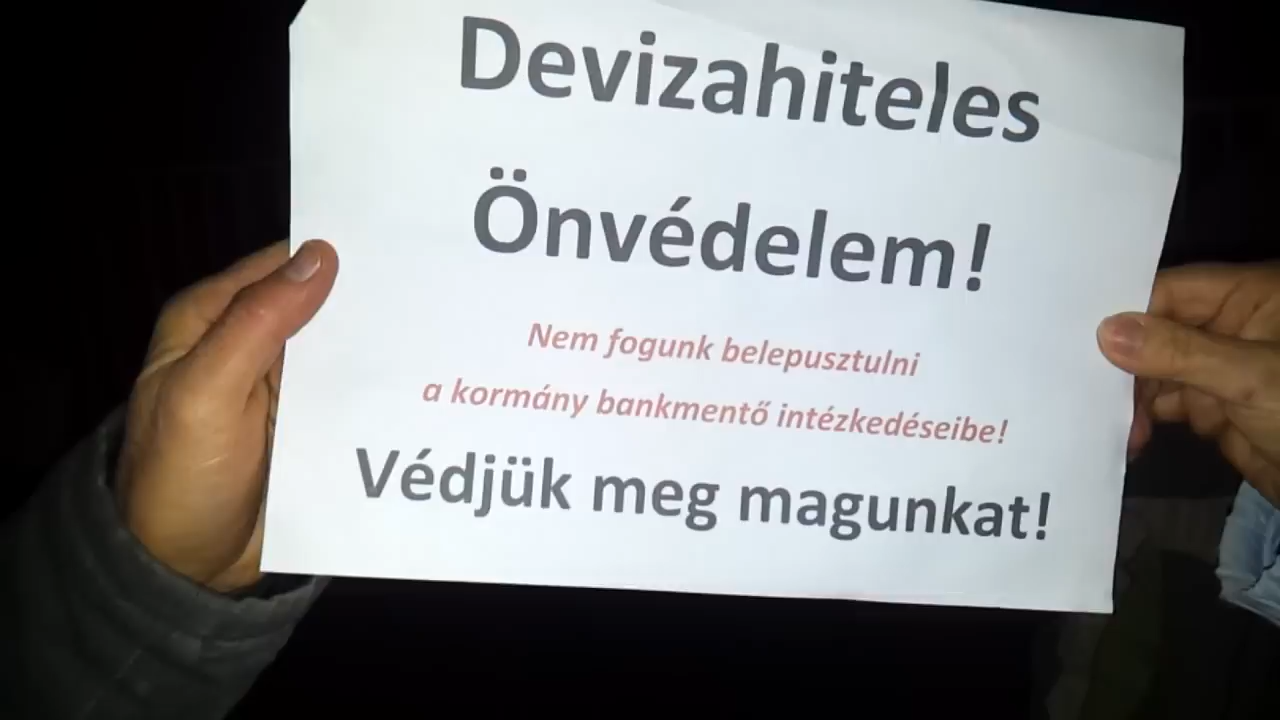 Devizahiteles
Önvédelem!
Nem fogunk belepusztulni
a kormány bankmentő intézkedéseibe!
Védjük meg magunkat!